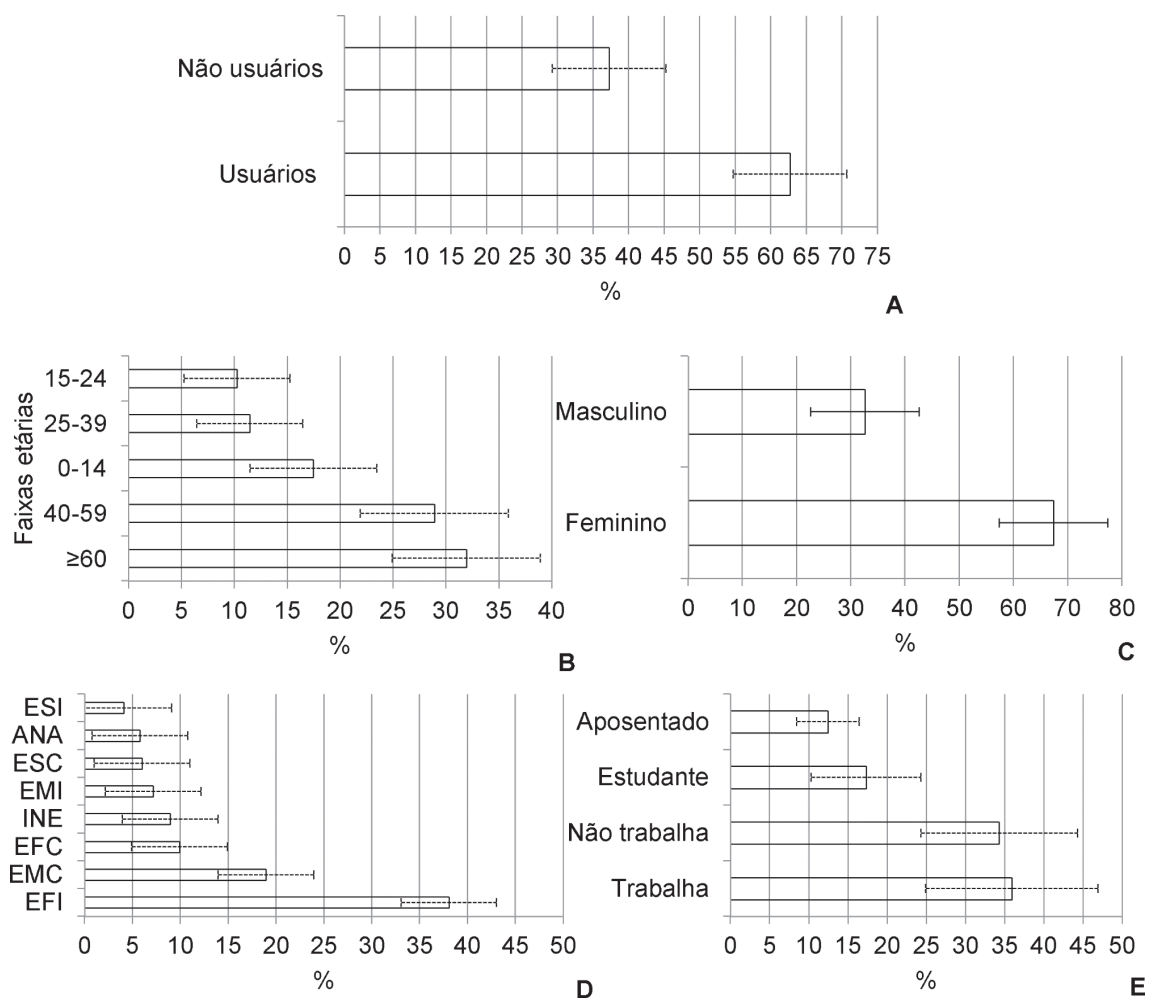 Não usuários
Usuários
0 5 10 15 20 25 30 35 40 45 50 55 60 65 70 75
%
A
Faixas etárias
15-24
25-39
0-14
40-59
≥60
0 5 10 15 20 25 30 35 40
%
B
Masculino
Feminino
0 10 20 30 40 50 60 70 80
%
C
ESI
ANA
ESC
EMI
INE
EFC
EMC
EFI
0 5 10 15 20 25 30 35 40 45 50
%
D
Aposentado
Estudante
Não trabalha
Trabalha
0 5 10 15 20 25 30 35 40 45 50
%
E